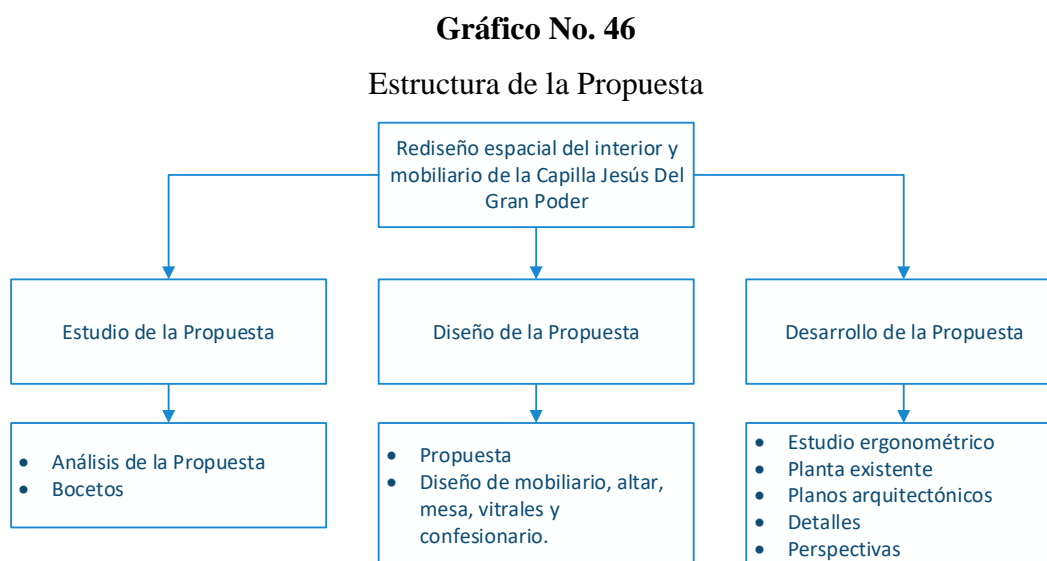 Gráfico No. 46
Estructura de la Propuesta
Rediseño espacial del interior y
mobiliario de la Capilla Jesús Del
Gran Poder
Estudio de la Propuesta
Diseño de la Propuesta
Desarrollo de la Propuesta
• Análisis de la Propuesta
• Bocetos
• Propuesta
• Diseño de mobiliario, altar,
mesa, vitrales y
confesionario.
• Estudio ergonométrico
• Planta existente
• Planos arquitectónicos
• Detalles
• Perspectivas